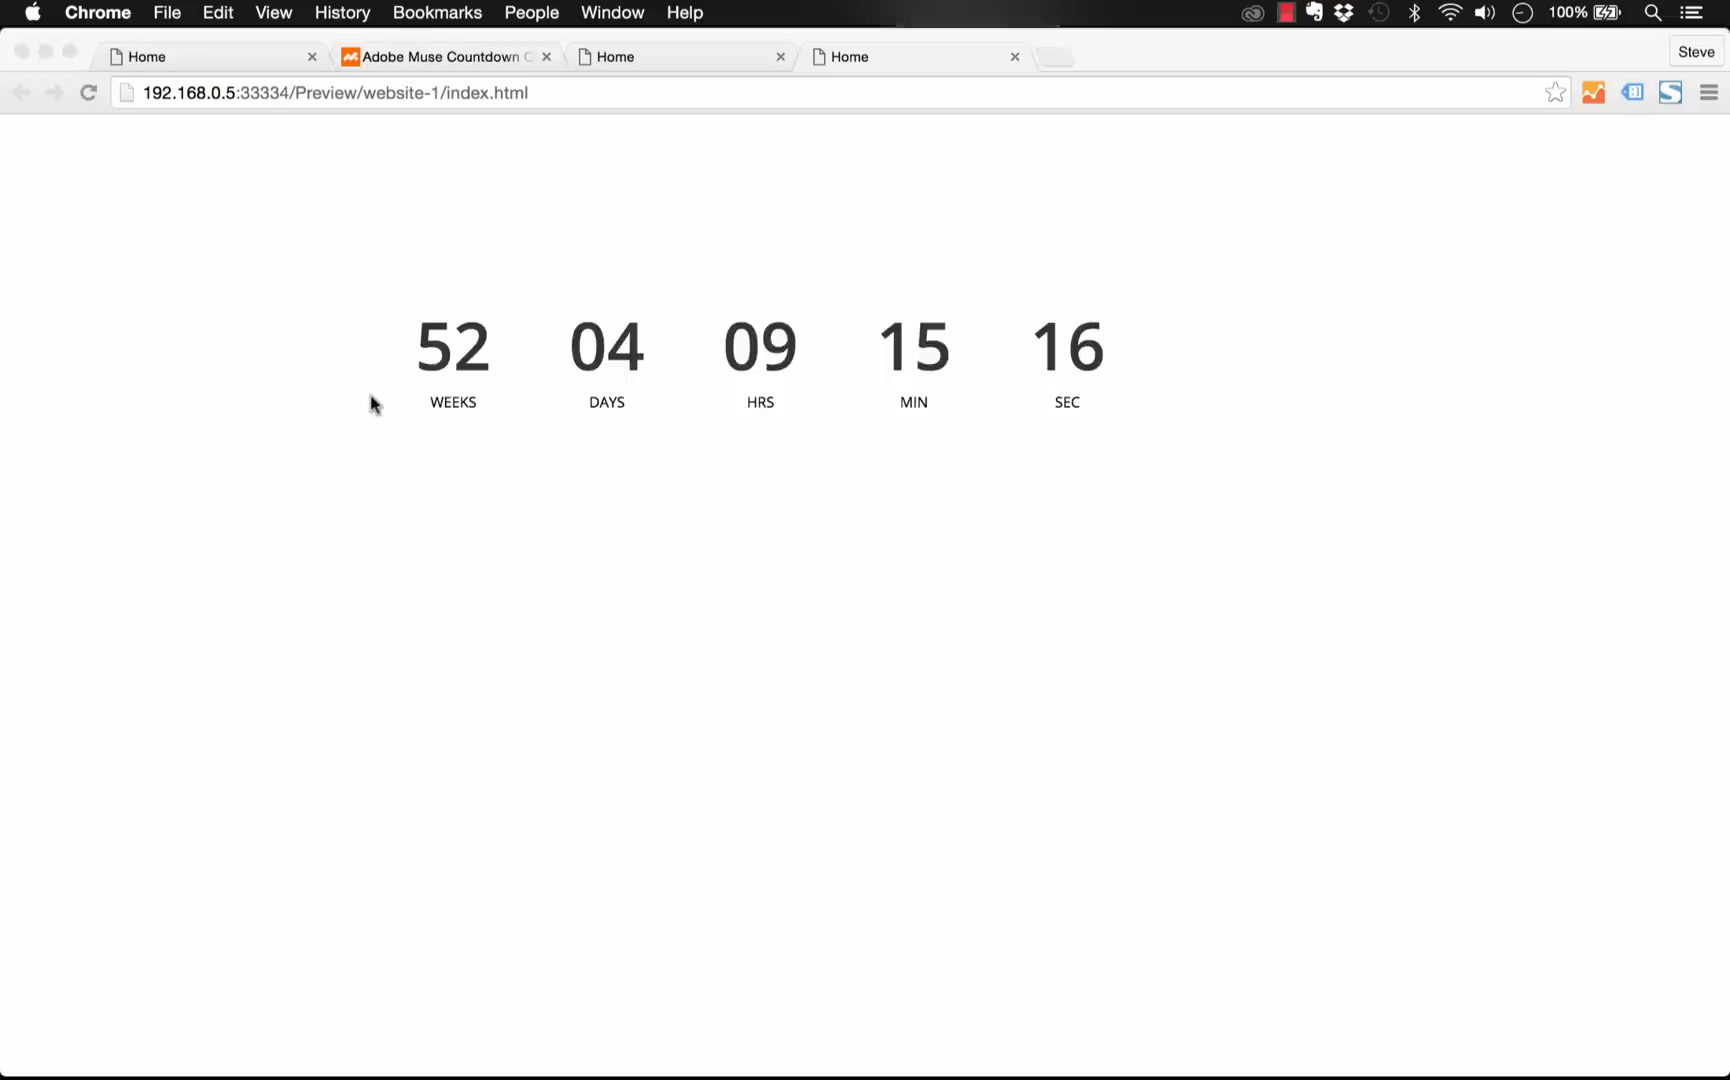 Chrome File Edit View History Bookmarks People Window Help 100%
Home Adobe Muse Countdown Home Home Steve
192.168.0.5:33334/Preview/website-1/index.html
52 04 09 15 16
WEEKS DAYS HRS MIN SEC